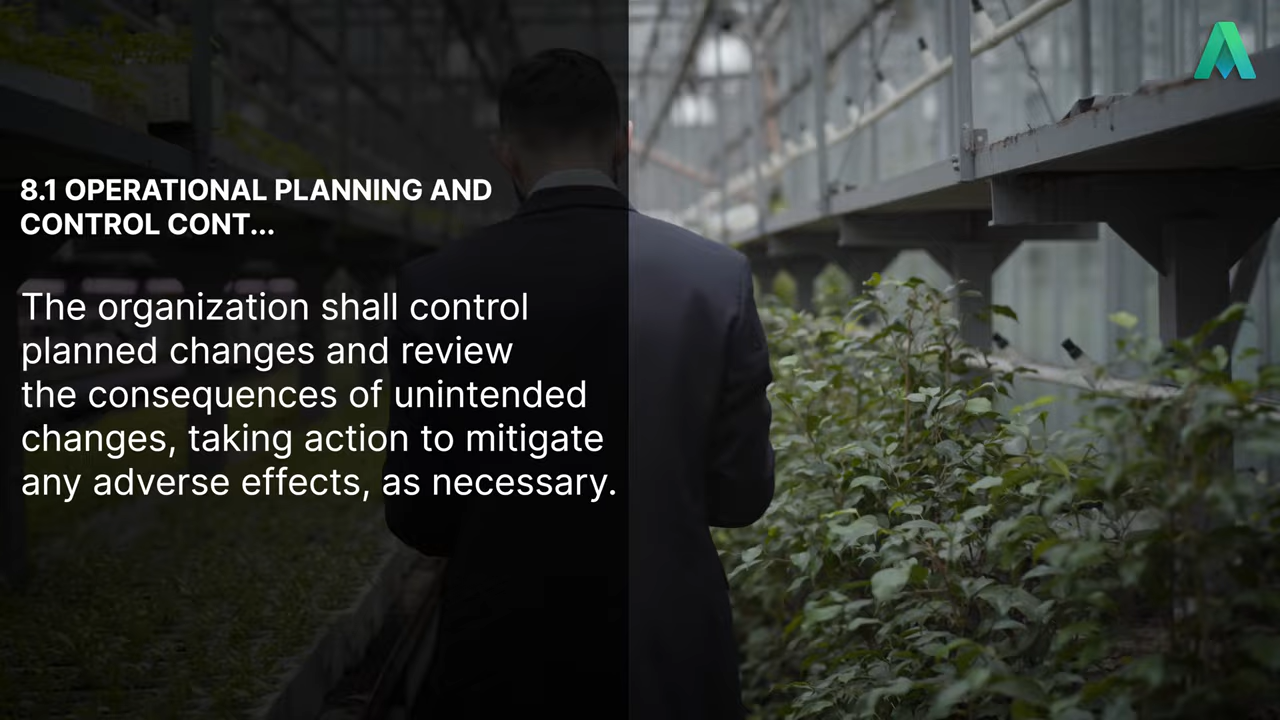 8.1 OPERATIONAL PLANNING AND
CONTROL CONT...
The organization shall control
planned changes and review
the consequences of unintended
changes, taking action to mitigate
any adverse effects, as necessary.